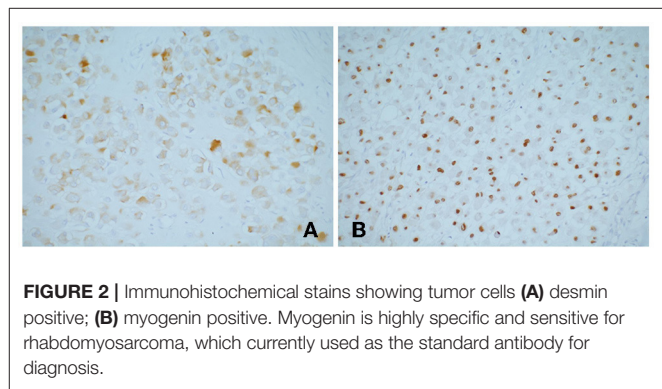 A
B
FIGURE 2 | Immunohistochemical stains showing tumor cells (A) desmin
positive; (B) myogenin positive. Myogenin is highly specific and sensitive for
rhabdomyosarcoma, which currently used as the standard antibody for
diagnosis.